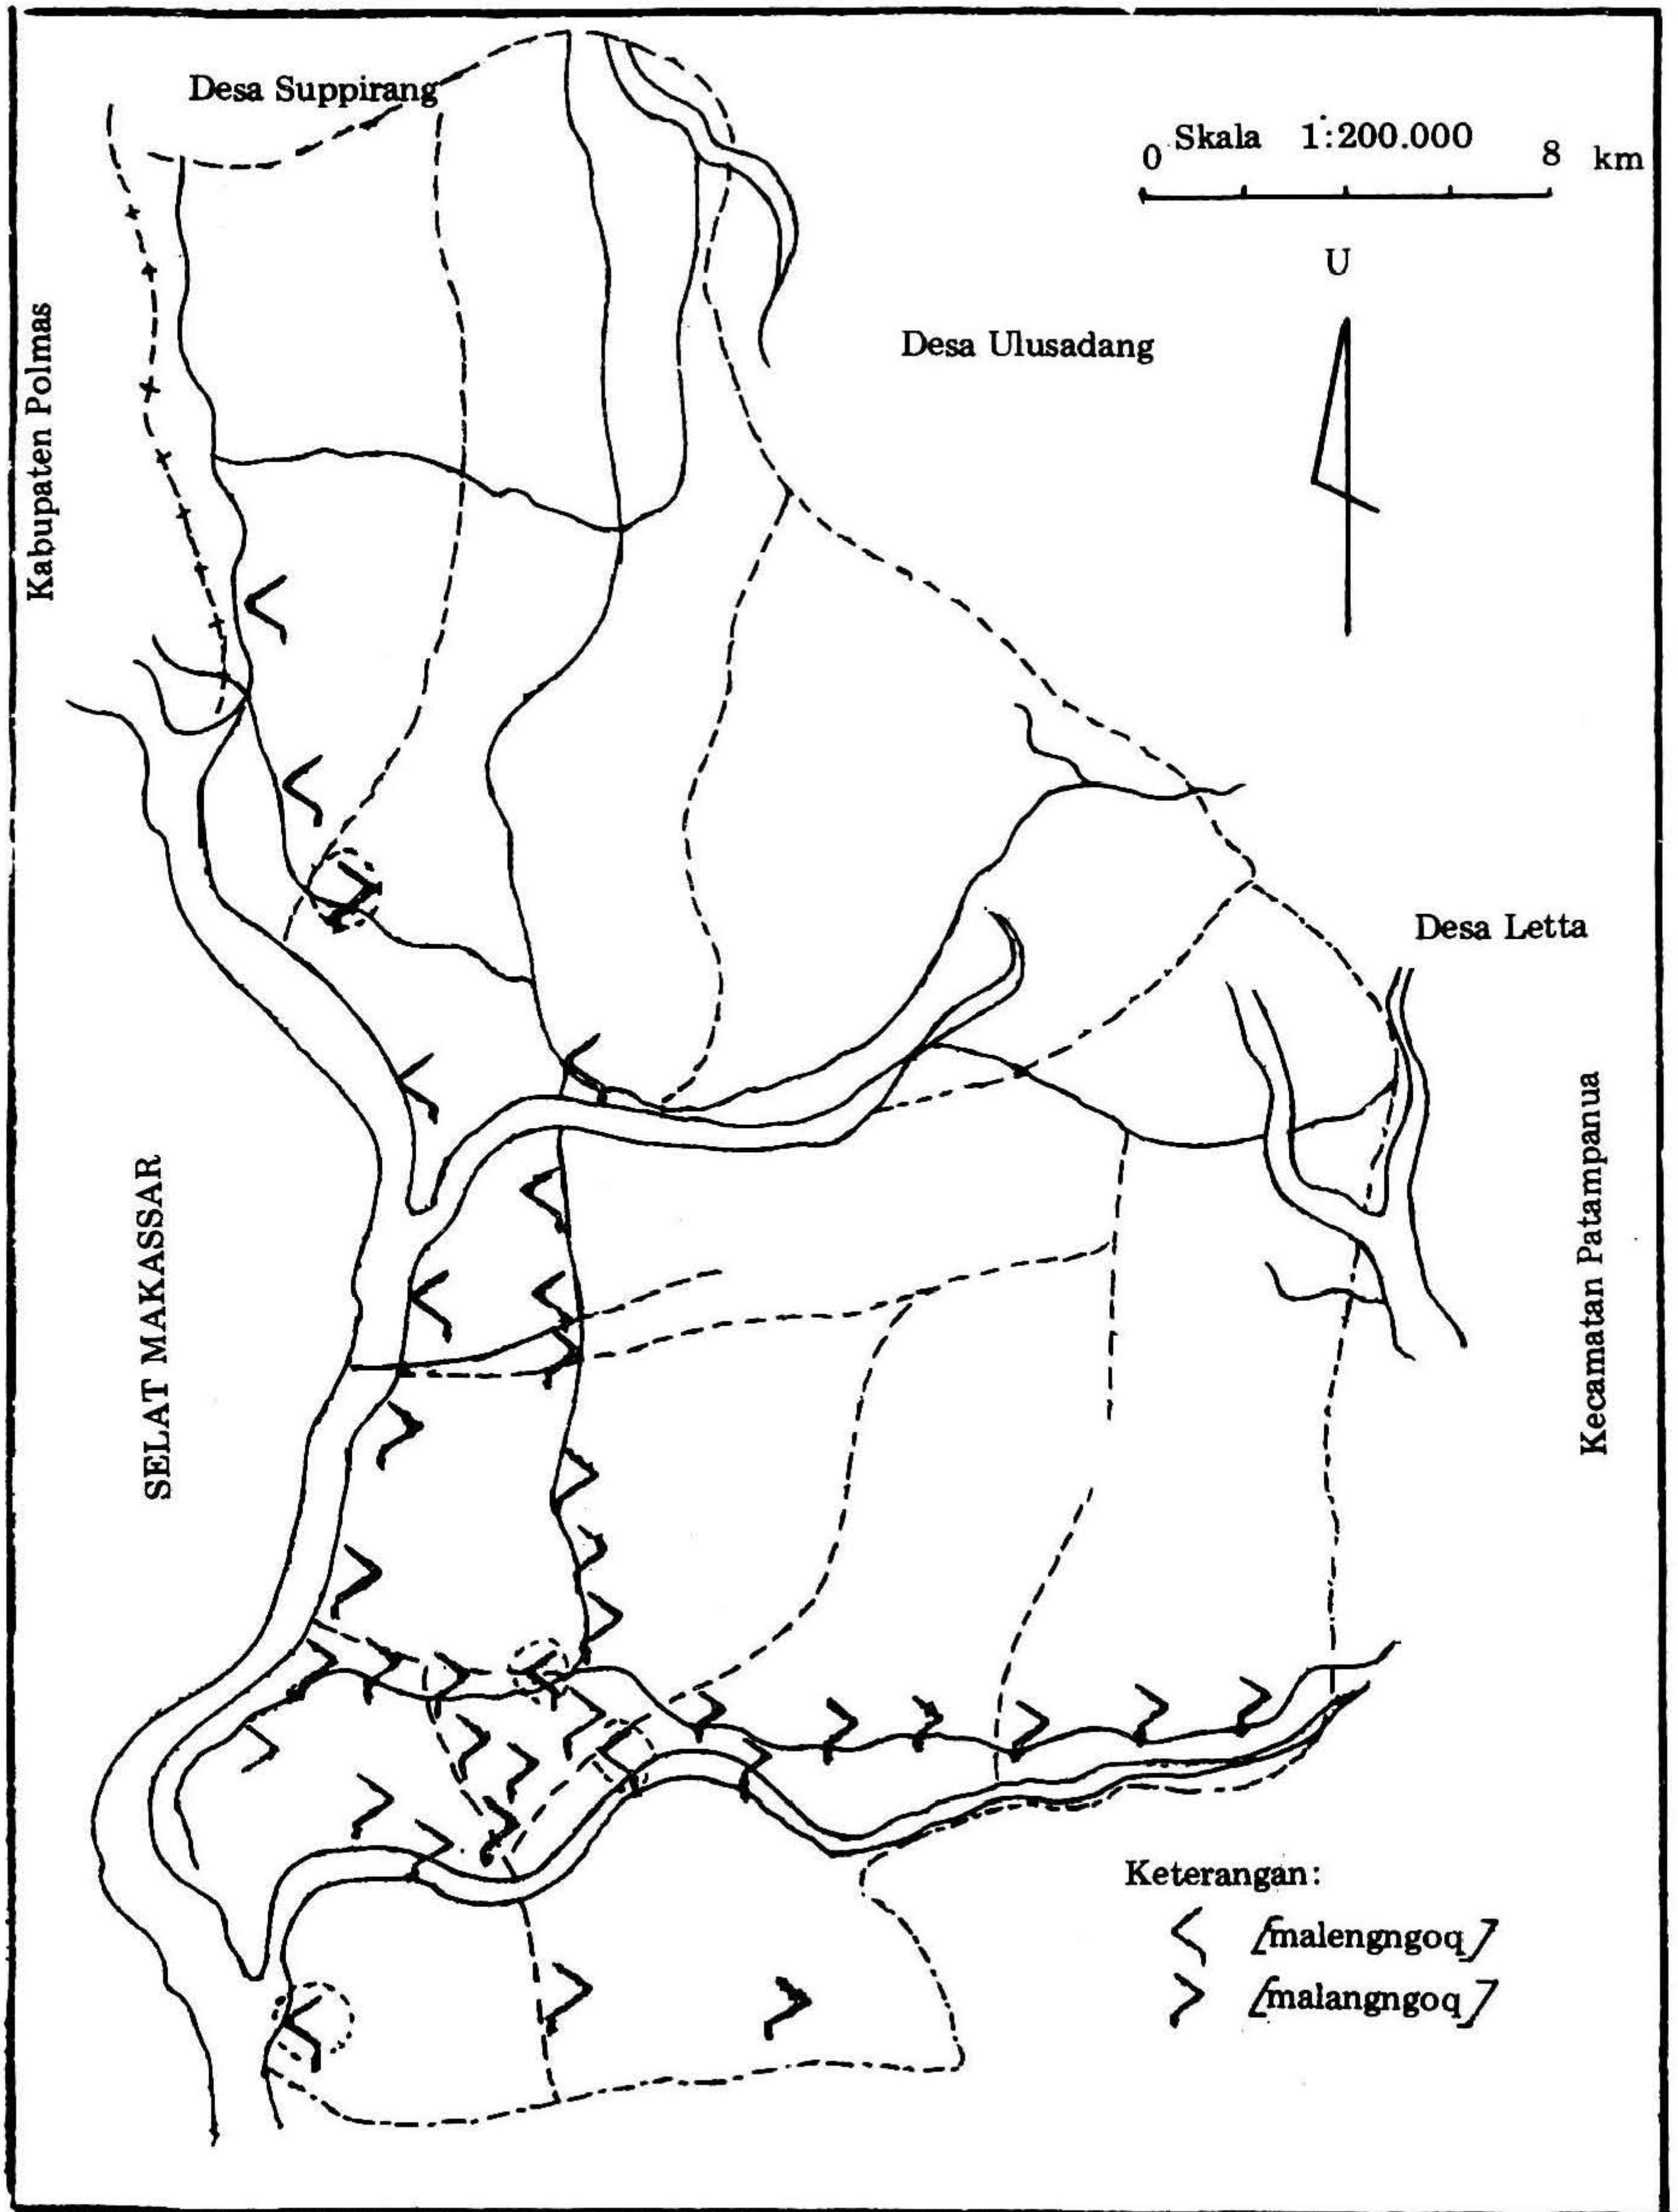 Desa Suppirang
Skala 1:200.000
0 8 km
U
Kabupaten Polmas
Desa Ulusadang
Desa Letta
SELAT MAKASSAR
Kecamatan Patampanua
Keterangan:
< [malengngoq]
> [malangngoq]